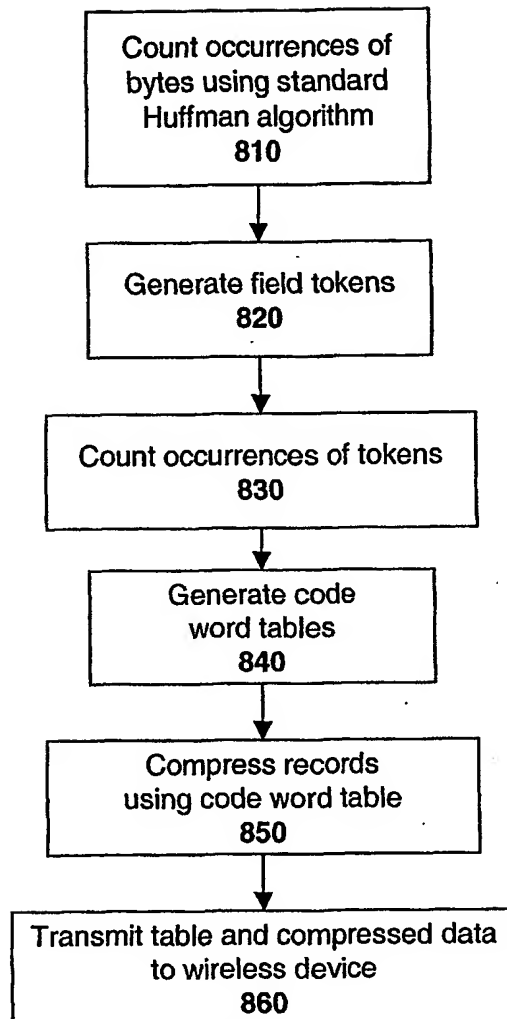 Count occurrences of
bytes using standard
Huffman algorithm
810
Generate field tokens
820
Count occurrences of tokens
830
Generate code
word tables
840
Compress records
using code word table
850
Transmit table and compressed data
to wireless device
860